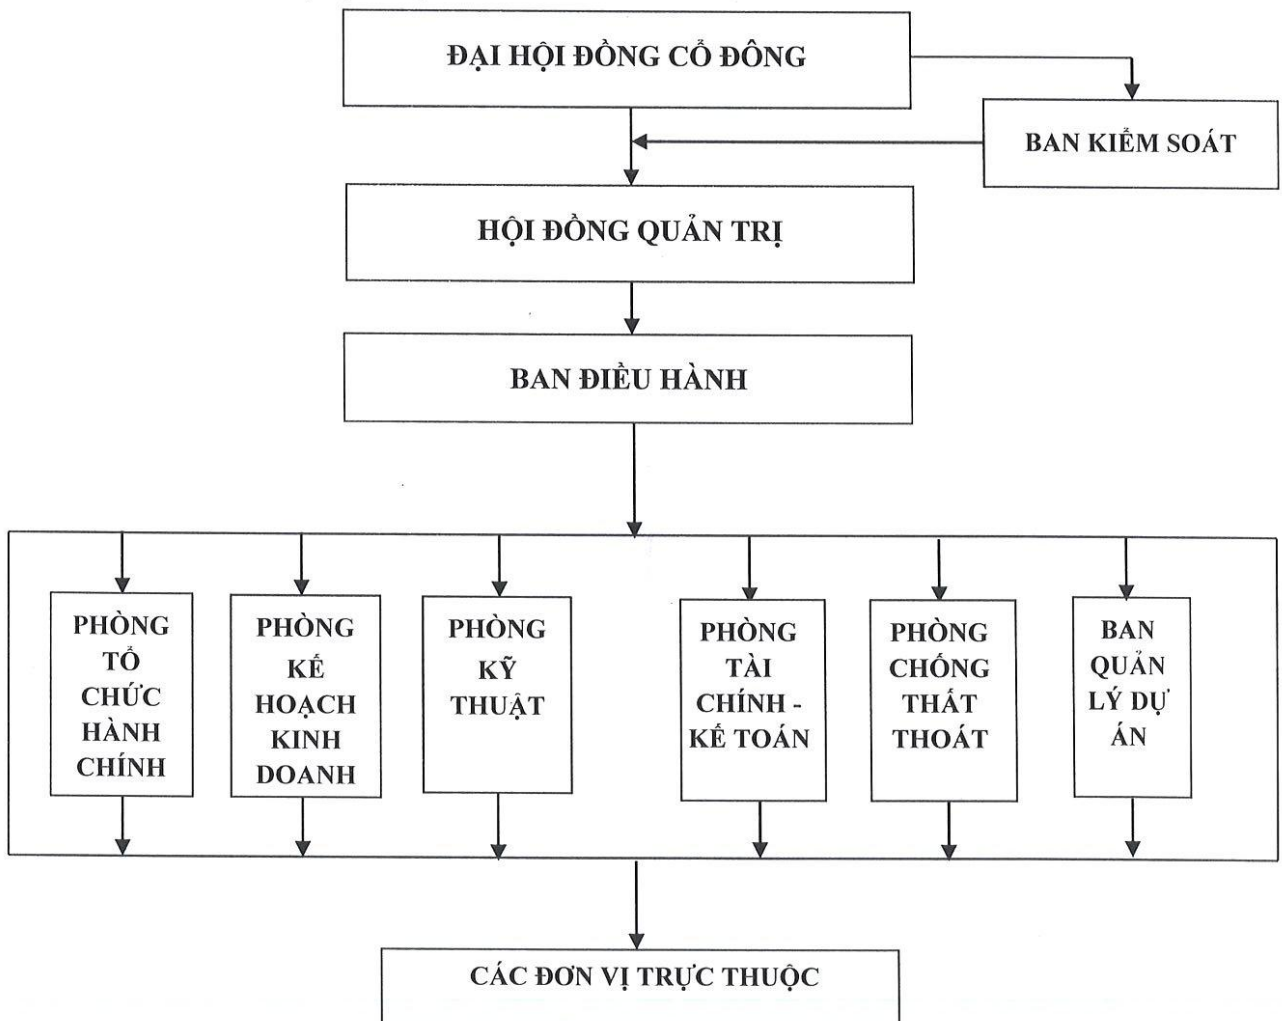 ĐẠI HỘI ĐỒNG CỔ ĐÔNG
BAN KIỂM SOÁT
HỘI ĐỒNG QUẢN TRỊ
BAN ĐIỀU HÀNH
PHÒNG
TỔ
CHỨC
HÀNH
CHÍNH
PHÒNG
KẾ
HOẠCH
KINH
DOANH
PHÒNG
KỸ
THUẬT
PHÒNG
TÀI
CHÍNH -
KẾ TOÁN
PHÒNG
CHỐNG
THẤT
THOÁT
BAN
QUẢN
LÝ DỰ
ÁN
CÁC ĐƠN VỊ TRỰC THUỘC